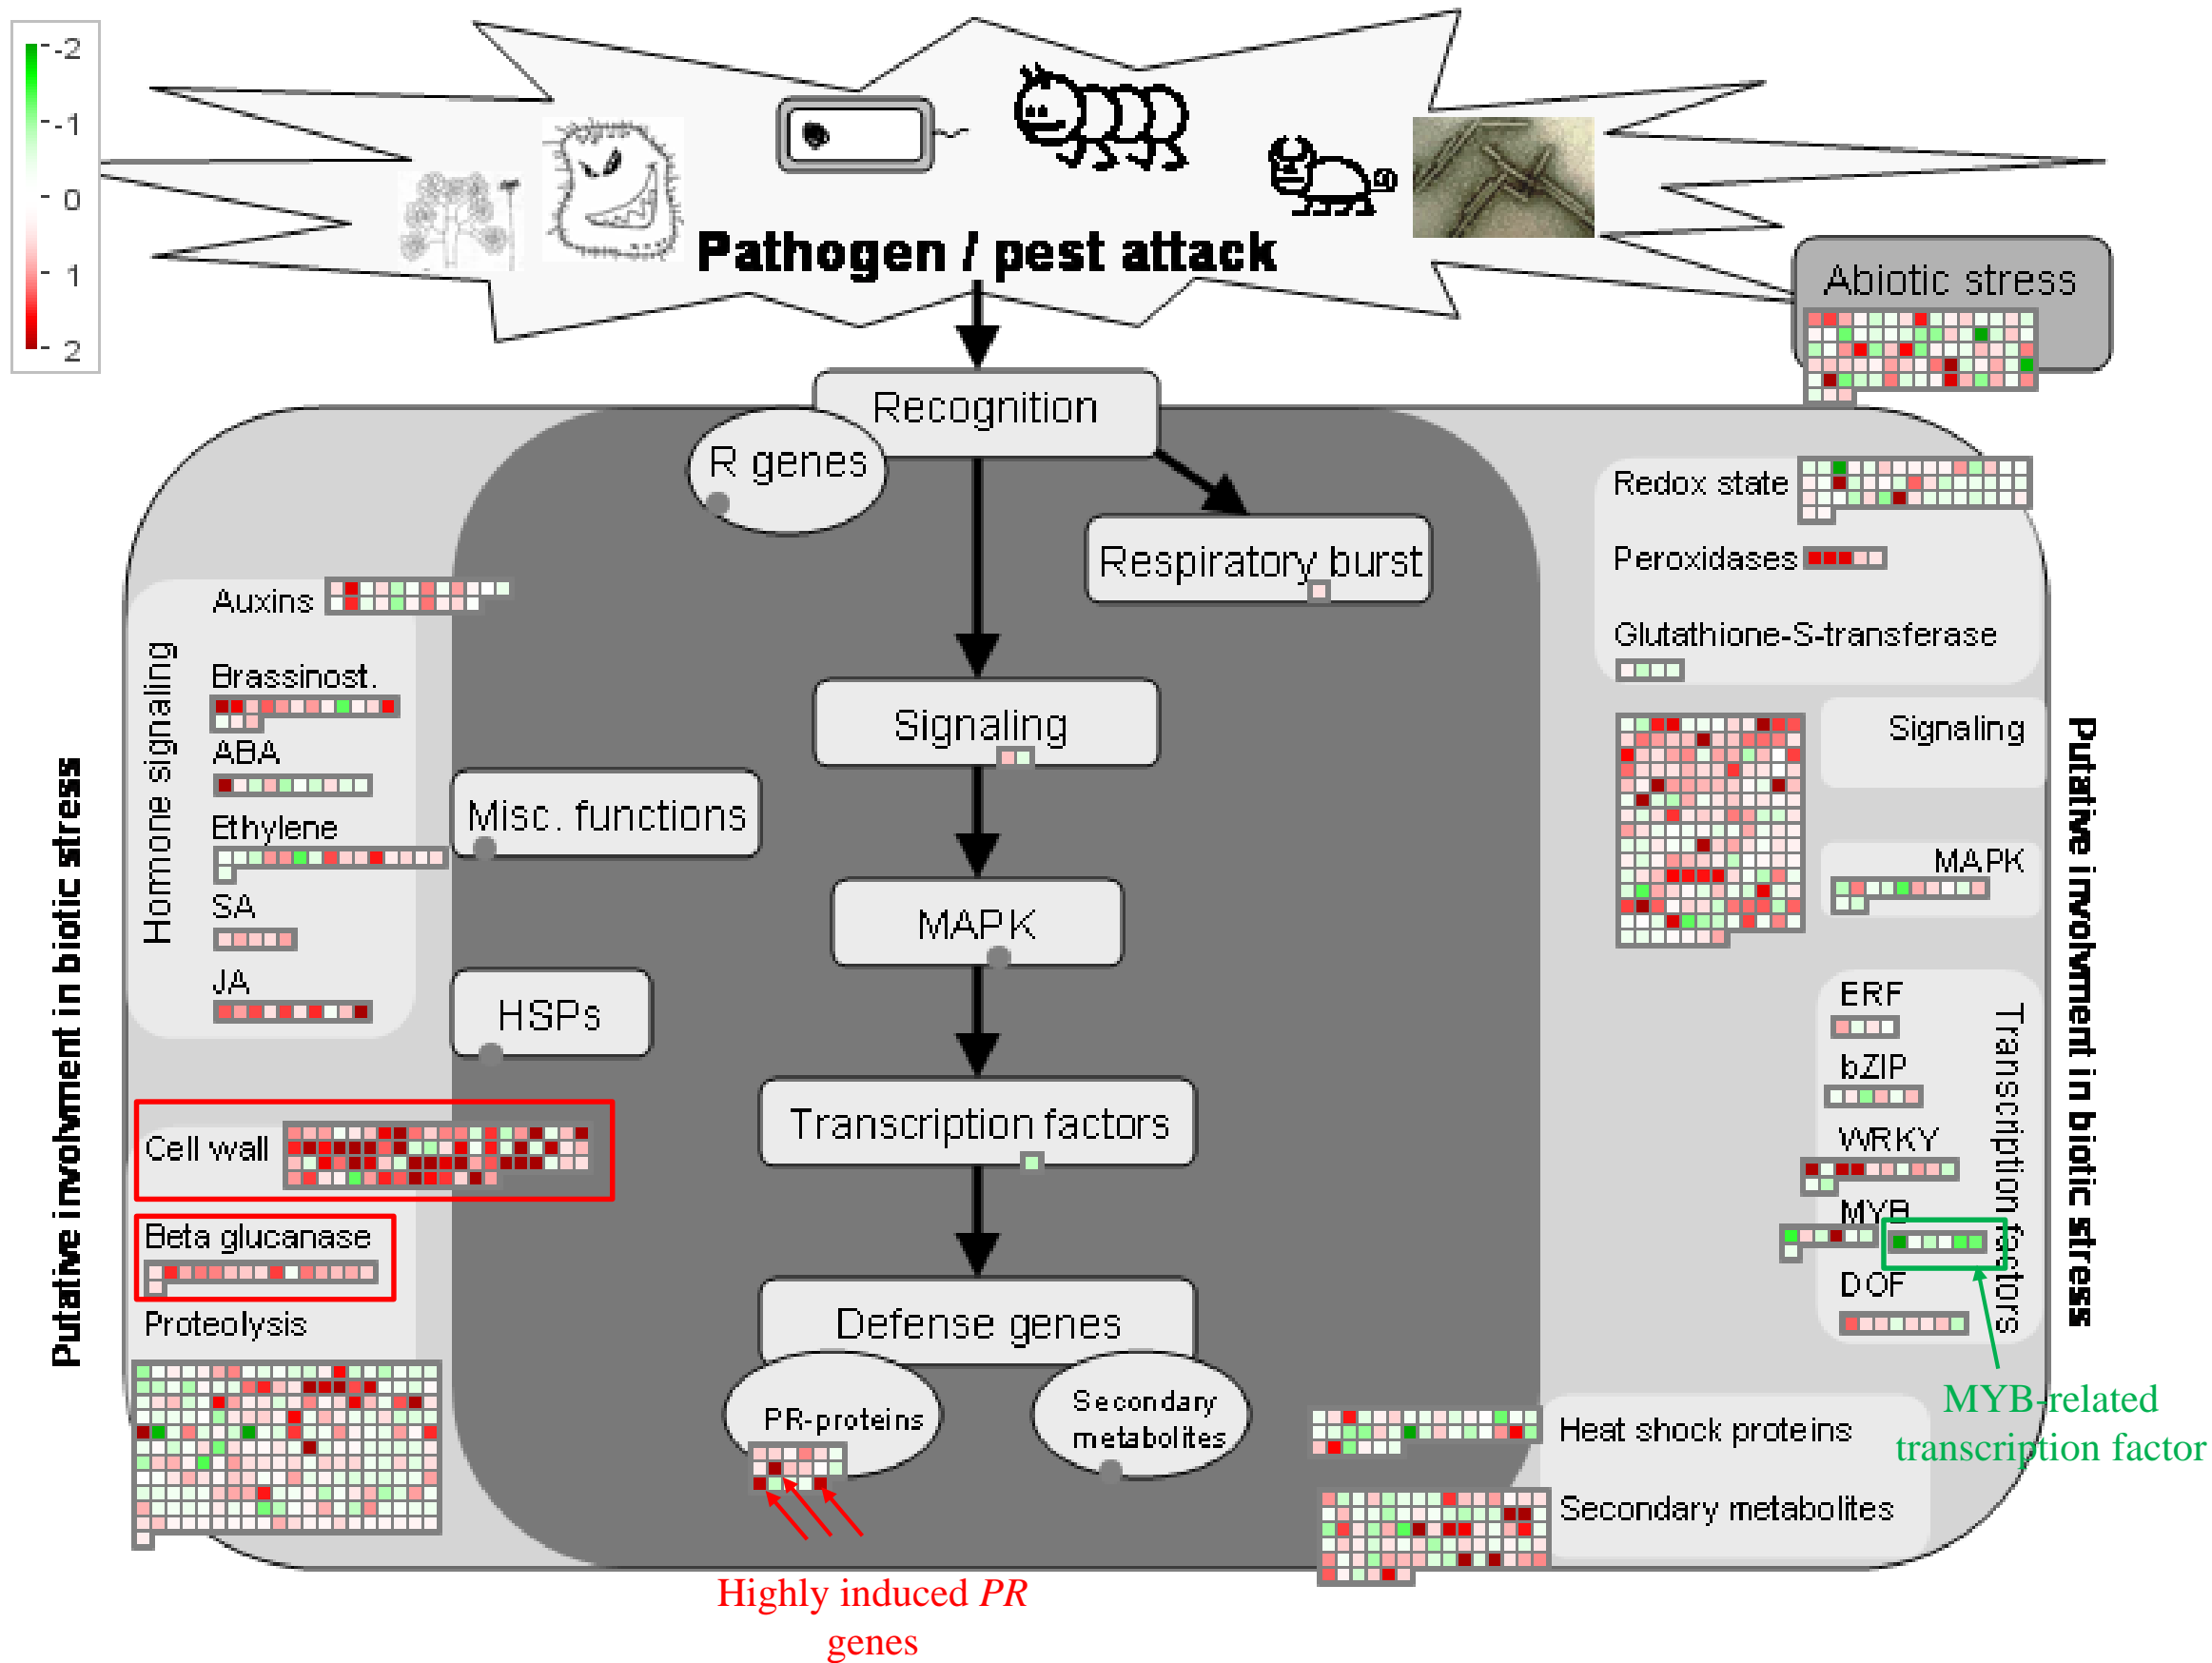 -2
-1
0
1
2
Pathogen / pest attack
Abiotic stress
Recognition
R genes
Respiratory burst
Redox state
Peroxidases
Glutathione-S-transferase
Auxins
Brassinost.
ABA
Ethylene
SA
JA
Hormone signaling
Signaling
Signaling
Misc. functions
MAPK
MAPK
HSPs
ERF
bZIP
WRKY
MYB
DOF
Transcription factors
Transcription factors
Cell wall
Beta glucanase
Proteolysis
Putative involvment in biotic stress
Putative involvment in biotic stress
Defense genes
PR-proteins
Secondary
metabolites
Heat shock proteins
Secondary metabolites
MYB-related
transcription factor
Highly induced PR
genes